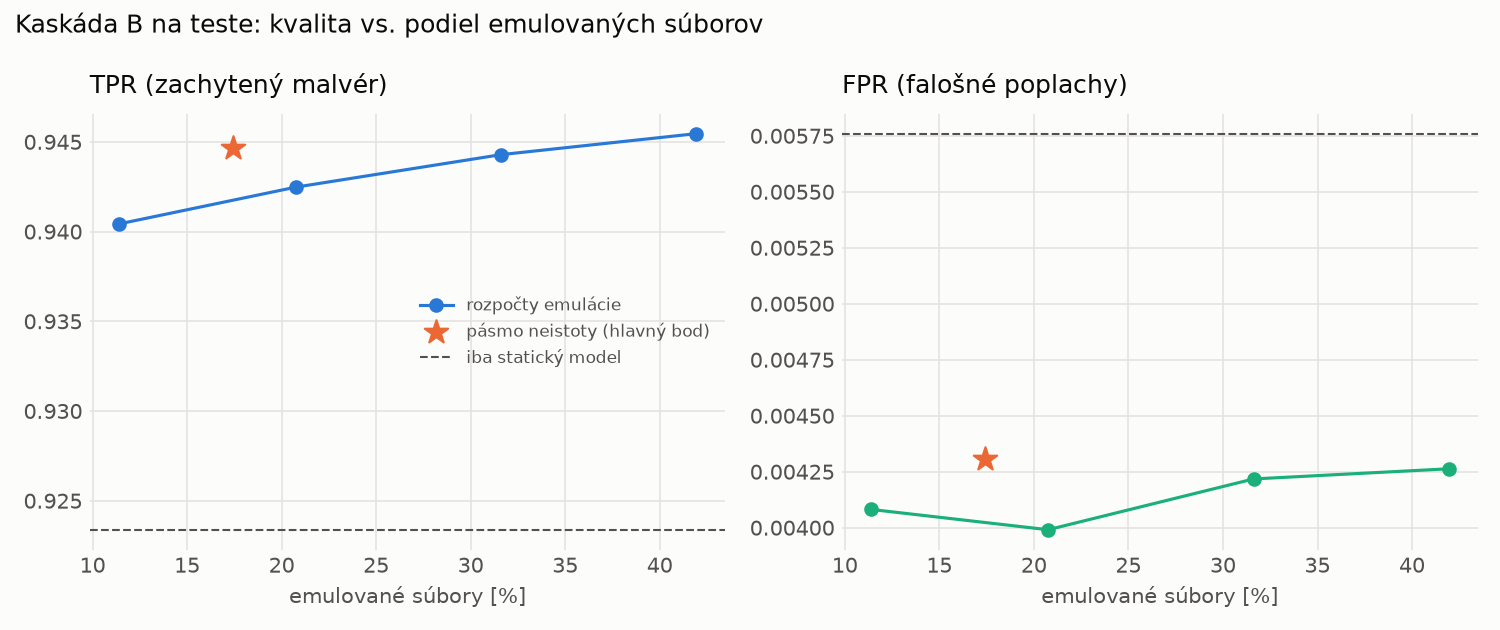 Kaskáda B na teste: kvalita vs. podiel emulovaných súborov
TPR (zachytený malvér)
0.945
0.940
0.935
0.930
0.925
rozpočty emulácie
pásmo neistoty (hlavný bod)
iba statický model
10 15 20 25 30 35 40
emulované súbory [%]
FPR (falošné poplachy)
0.00575
0.00550
0.00525
0.00500
0.00475
0.00450
0.00425
0.00400
10 15 20 25 30 35 40
emulované súbory [%]